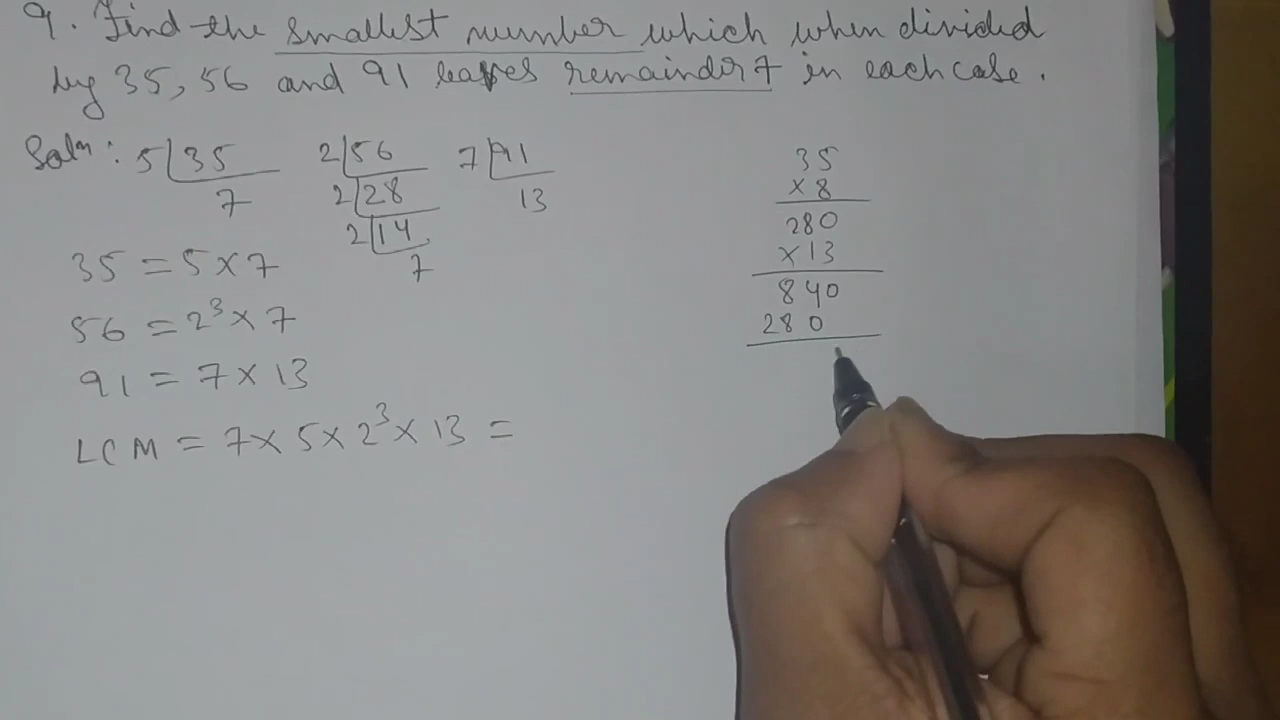 9. Find the smallest number which when divided
by 35, 56 and 91 leaves remainder 7 in each case.
Solⁿ: 5 35 2 56 7 91
7 2 28 13
2 14
7
35 = 5 × 7
56 = 2³ × 7
91 = 7 × 13
LCM = 7 × 5 × 2³ × 13 =
35
× 8
280
× 13
840
280